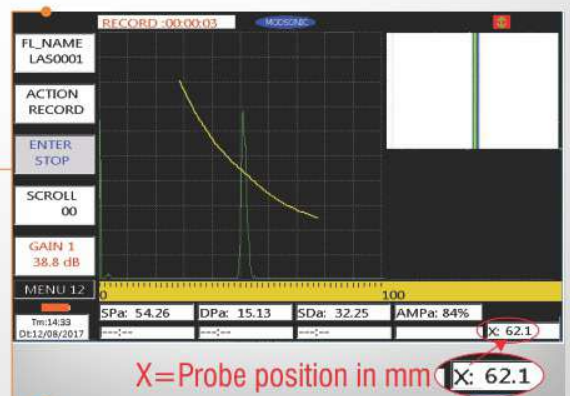 RECORD :00:00:03
MODSONIC
FL_NAME
LAS0001
ACTION
RECORD
ENTER
STOP
SCROLL
00
GAIN 1
38.8 dB
MENU 12
0 100
Tm:14:33
Dt:12/08/2017
SPa: 54.26 DPa: 15.13 SDa: 32.25 AMPa: 84%
---:-- ---:-- ---:-- X: 62.1
X=Probe position in mm X: 62.1